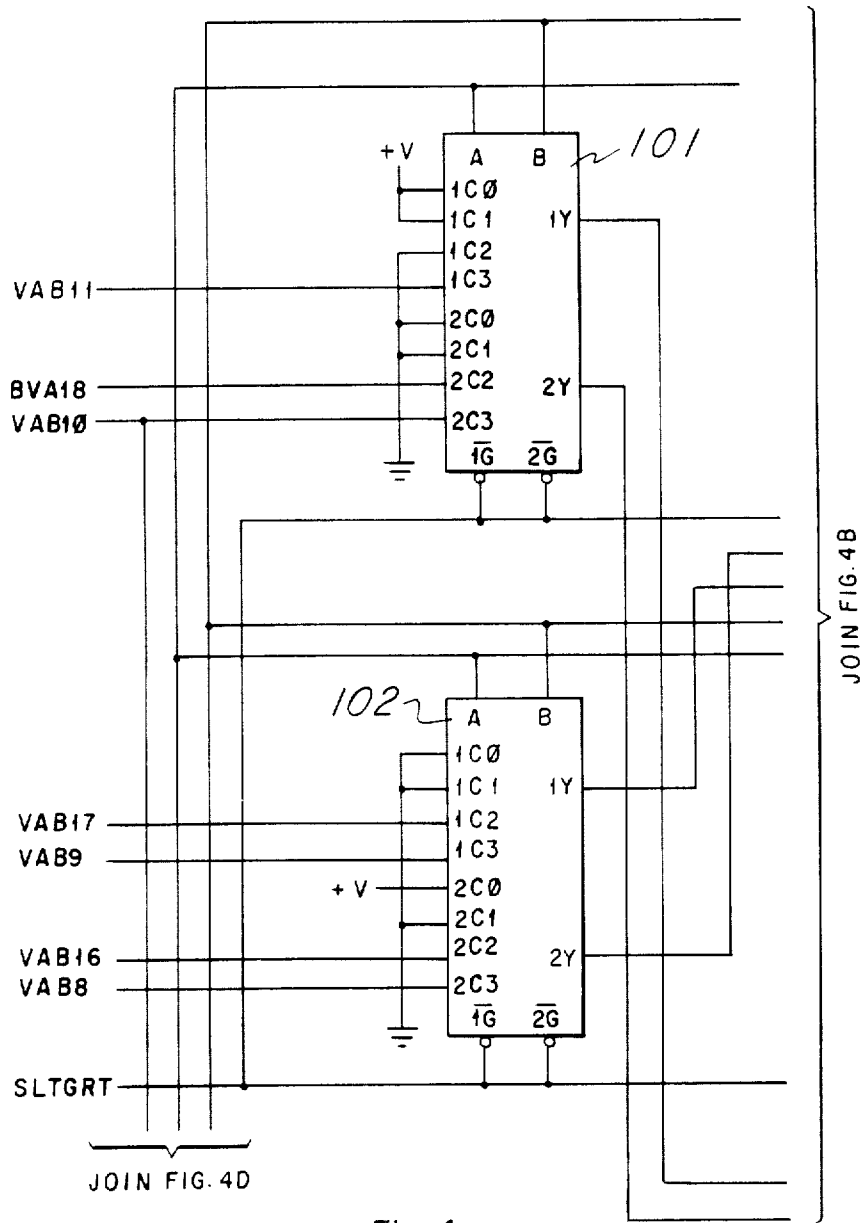 101
+V
A B
1CØ
1C1
1Y
1C2
VAB11
1C3
2CØ
2C1
BVA18
2C2
2Y
VAB1Ø
2C3
1G 2G
JOIN FIG. 4B
102
A B
1CØ
1C1
1Y
VAB17
1C2
VAB9
1C3
+V
2CØ
2C1
VAB16
2C2
2Y
VAB8
2C3
1G 2G
SLTGRT
JOIN FIG. 4D